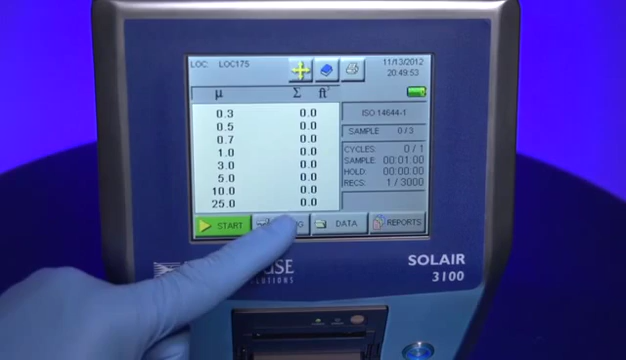 LOC: LOC175
11/13/2012
20:49:53
μ Σ ft³
0.3 0.0
0.5 0.0
0.7 0.0
1.0 0.0
3.0 0.0
5.0 0.0
10.0 0.0
25.0 0.0
ISO 14644-1
SAMPLE 0/3
CYCLES: 0/1
SAMPLE: 00:01:00
HOLD: 00:00:00
RECS: 1/3000
START
DATA
REPORTS
SOLAIR
3100